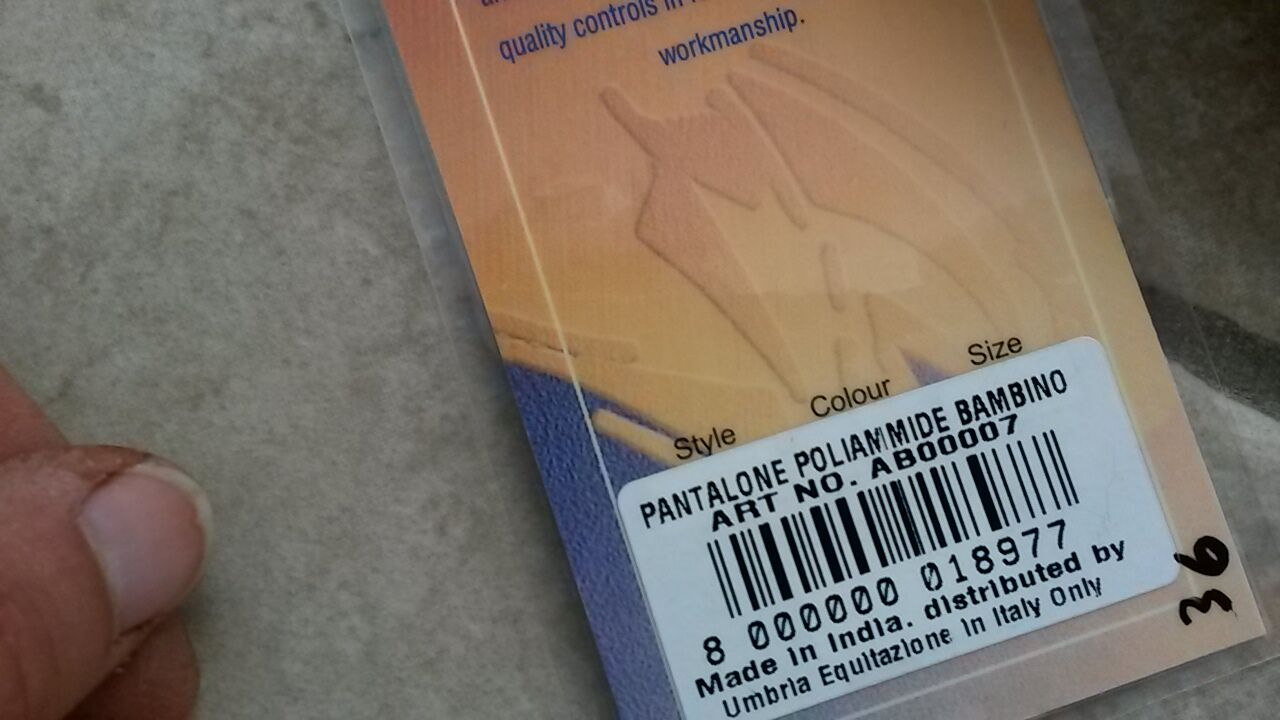 quality controls in
workmanship.
Style Colour Size
PANTALONE POLIAMMIDE BAMBINO
ART NO. AB00007
8 000000 018977
Made in India. distributed by
Umbria Equitazione in Italy Only
36